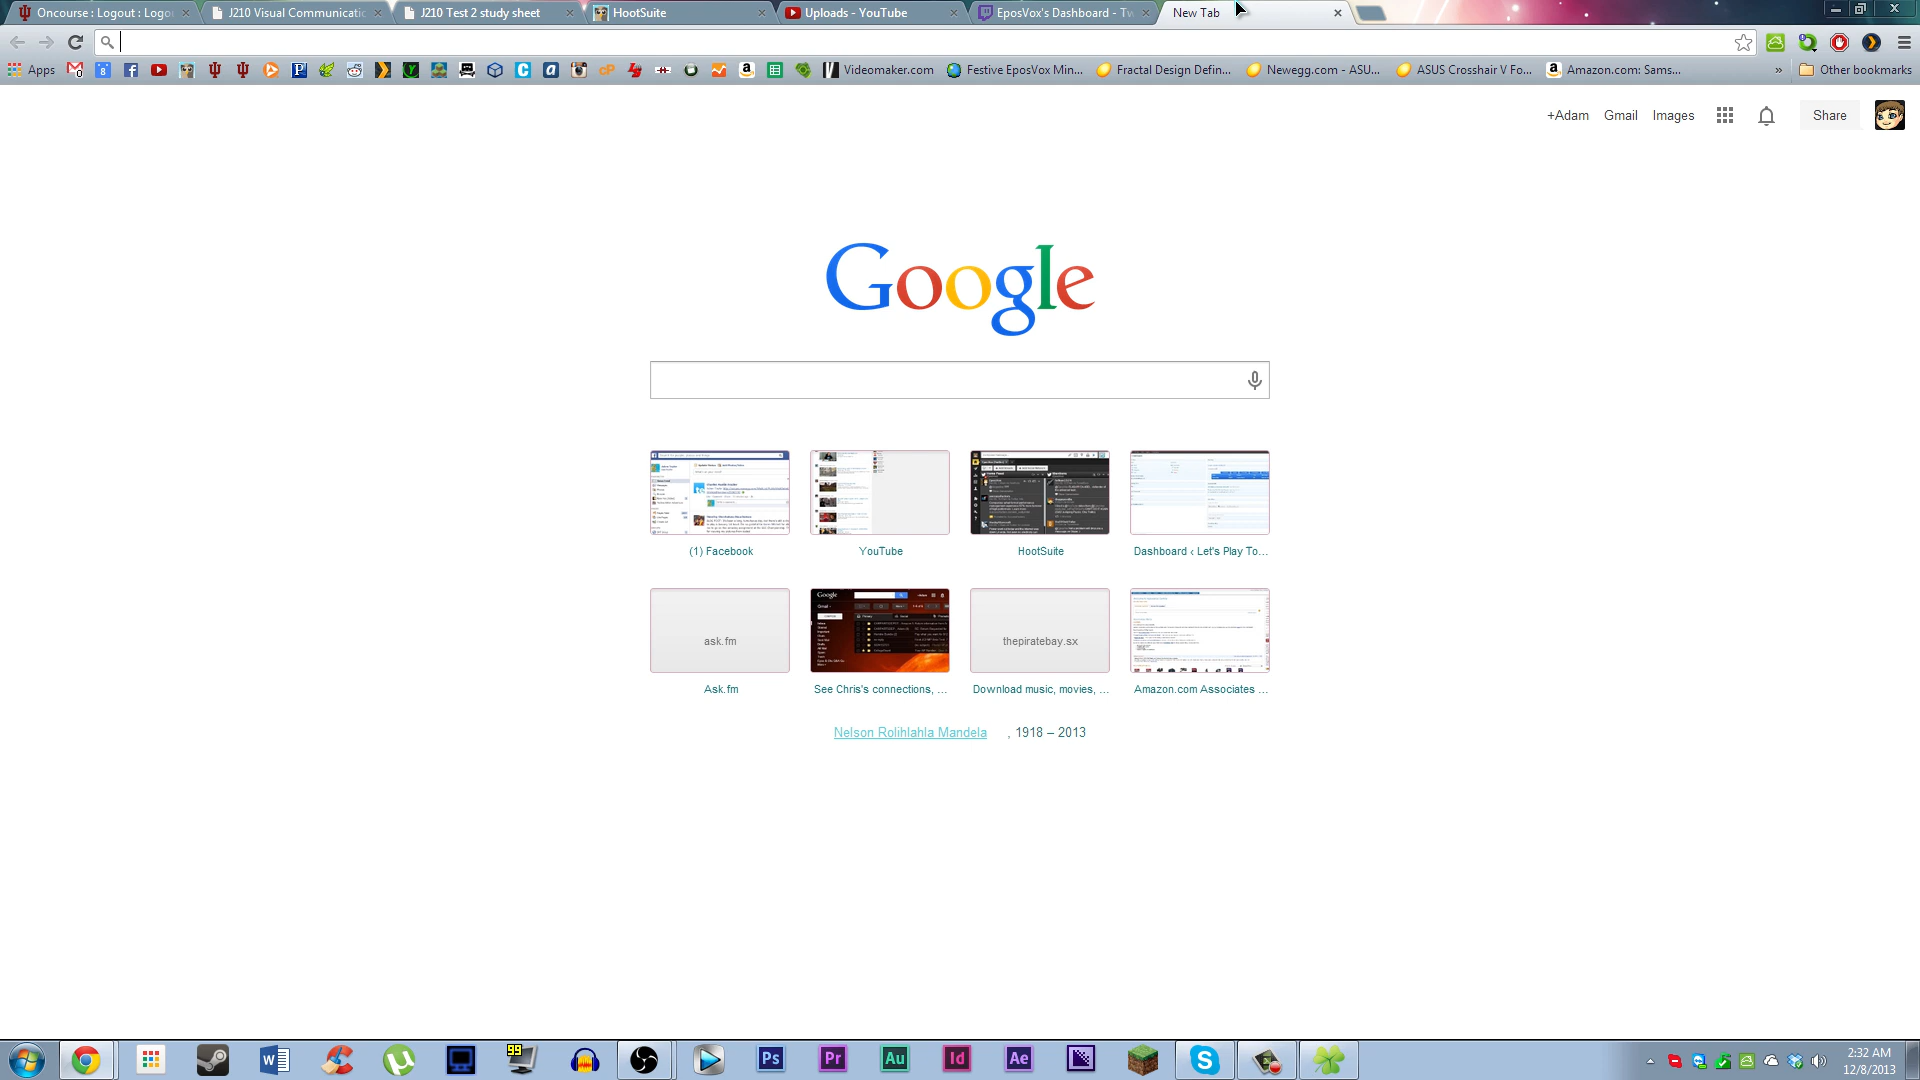 Oncourse : Logout : Logo
J210 Visual Communicatio
J210 Test 2 study sheet
HootSuite
Uploads - YouTube
EposVox's Dashboard - Tw
New Tab
Apps
Videomaker.com
Festive EposVox Min...
Fractal Design Defin...
Newegg.com - ASU...
ASUS Crosshair V Fo...
Amazon.com: Sams...
»
Other bookmarks
+Adam
Gmail
Images
Share
Google
(1) Facebook
YouTube
HootSuite
Dashboard ‹ Let's Play To...
ask.fm
Google
thepiratebay.sx
Ask.fm
See Chris's connections, ...
Download music, movies, ...
Amazon.com Associates ...
Nelson Rolihlahla Mandela , 1918 – 2013
99
Ps
Pr
Au
Id
Ae
2:32 AM
12/8/2013